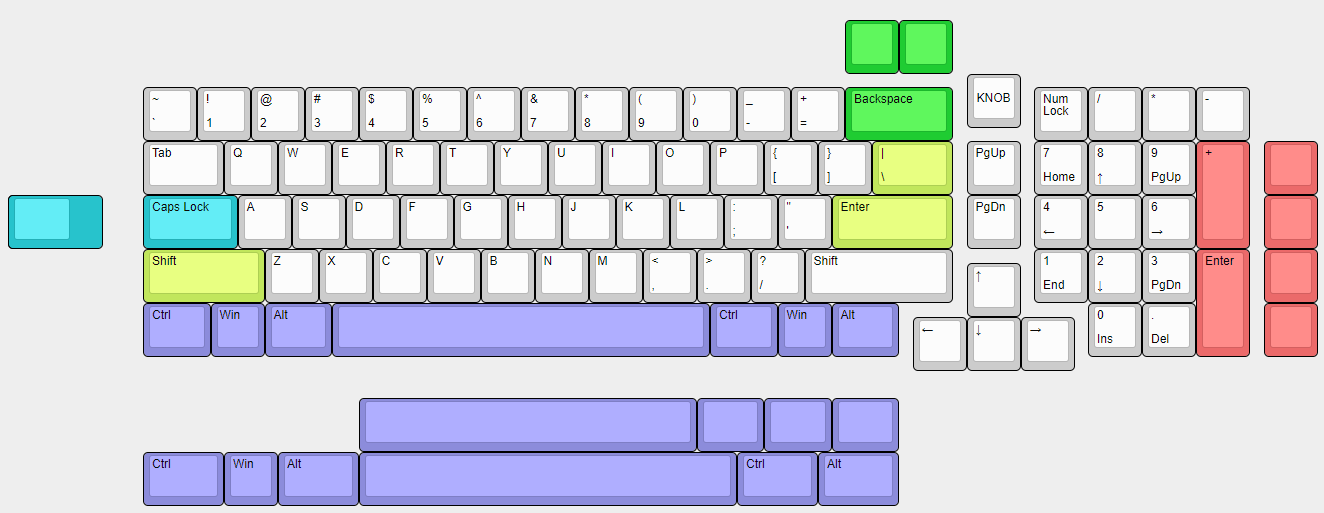 KNOB
~ ! @ # $ % ^ & * ( ) _ + Backspace Num / * -
` 1 2 3 4 5 6 7 8 9 0 - = Lock
Tab Q W E R T Y U I O P { } | PgUp 7 8 9 +
[ ] \ Home ↑ PgUp
Caps Lock A S D F G H J K L : " Enter PgDn 4 5 6
; ' ← →
Shift Z X C V B N M < > ? Shift 1 2 3 Enter
, . / ↑ End ↓ PgDn
Ctrl Win Alt Ctrl Win Alt 0 .
← ↓ → Ins Del
Ctrl Win Alt Ctrl Alt